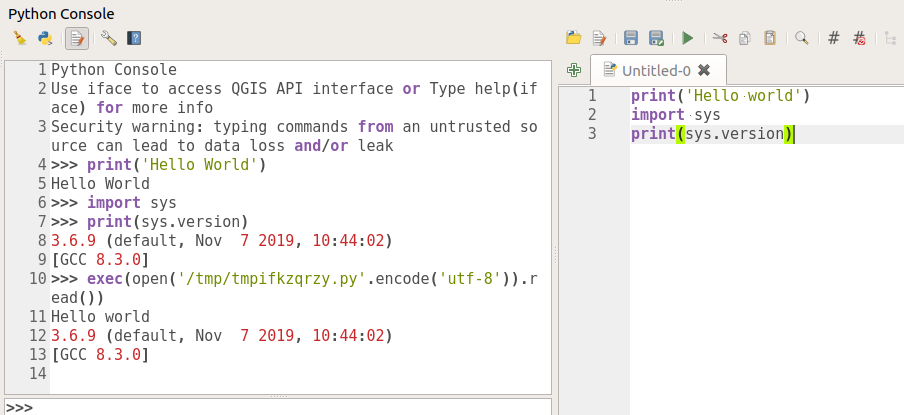 Python Console
1 Python Console
2 Use iface to access QGIS API interface or Type help(if
ace) for more info
3 Security warning: typing commands from an untrusted so
urce can lead to data loss and/or leak
4 >>> print('Hello World')
5 Hello World
6 >>> import sys
7 >>> print(sys.version)
8 3.6.9 (default, Nov  7 2019, 10:44:02)
9 [GCC 8.3.0]
10 >>> exec(open('/tmp/tmpifkzqrzy.py'.encode('utf-8')).r
ead())
11 Hello world
12 3.6.9 (default, Nov  7 2019, 10:44:02)
13 [GCC 8.3.0]
14
>>>
Untitled-0
1 print('Hello·world')
2 import·sys
3 print(sys.version)